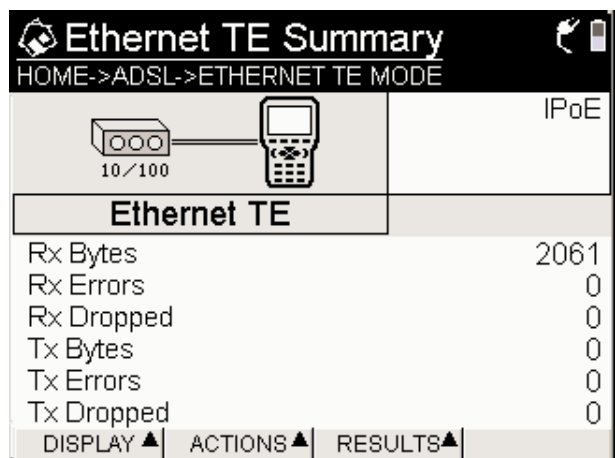 Ethernet TE Summary
HOME->ADSL->ETHERNET TE MODE
IPoE
10/100
Ethernet TE
Rx Bytes 2061
Rx Errors 0
Rx Dropped 0
Tx Bytes 0
Tx Errors 0
Tx Dropped 0
DISPLAY ▲ ACTIONS ▲ RESULTS ▲